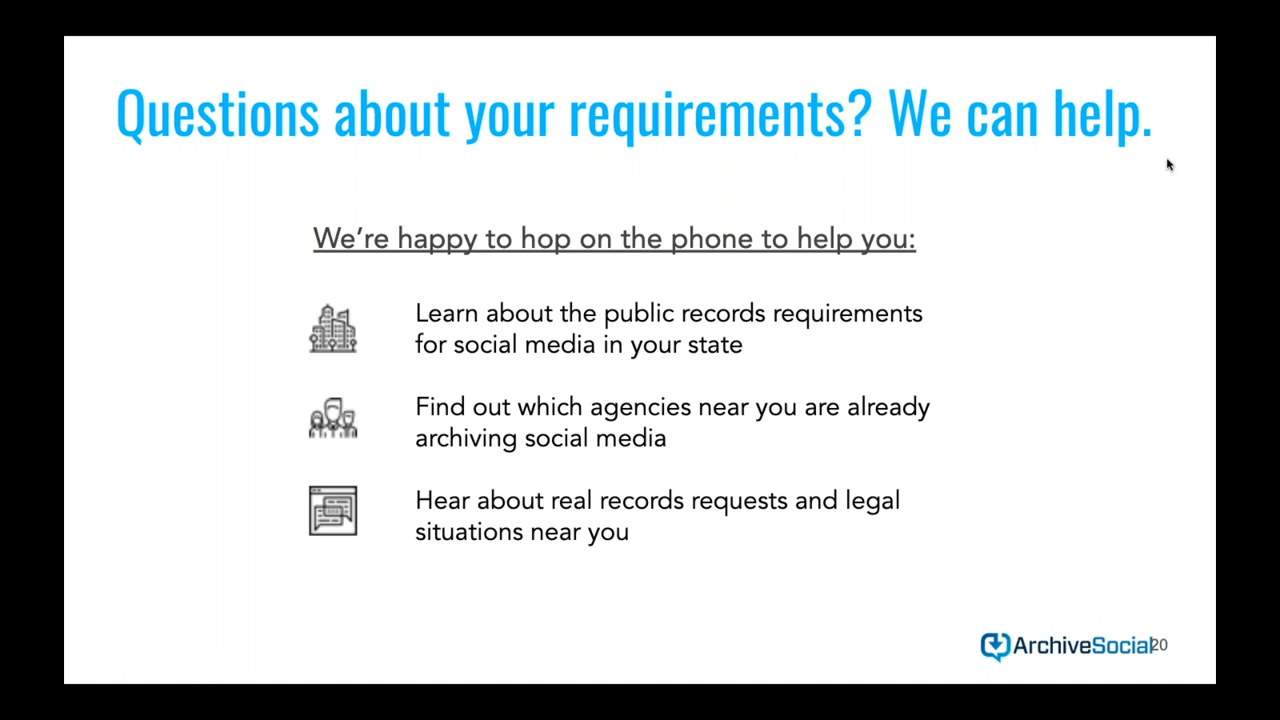 Questions about your requirements? We can help.
We're happy to hop on the phone to help you:
Learn about the public records requirements
for social media in your state
Find out which agencies near you are already
archiving social media
Hear about real records requests and legal
situations near you
ArchiveSocial 20